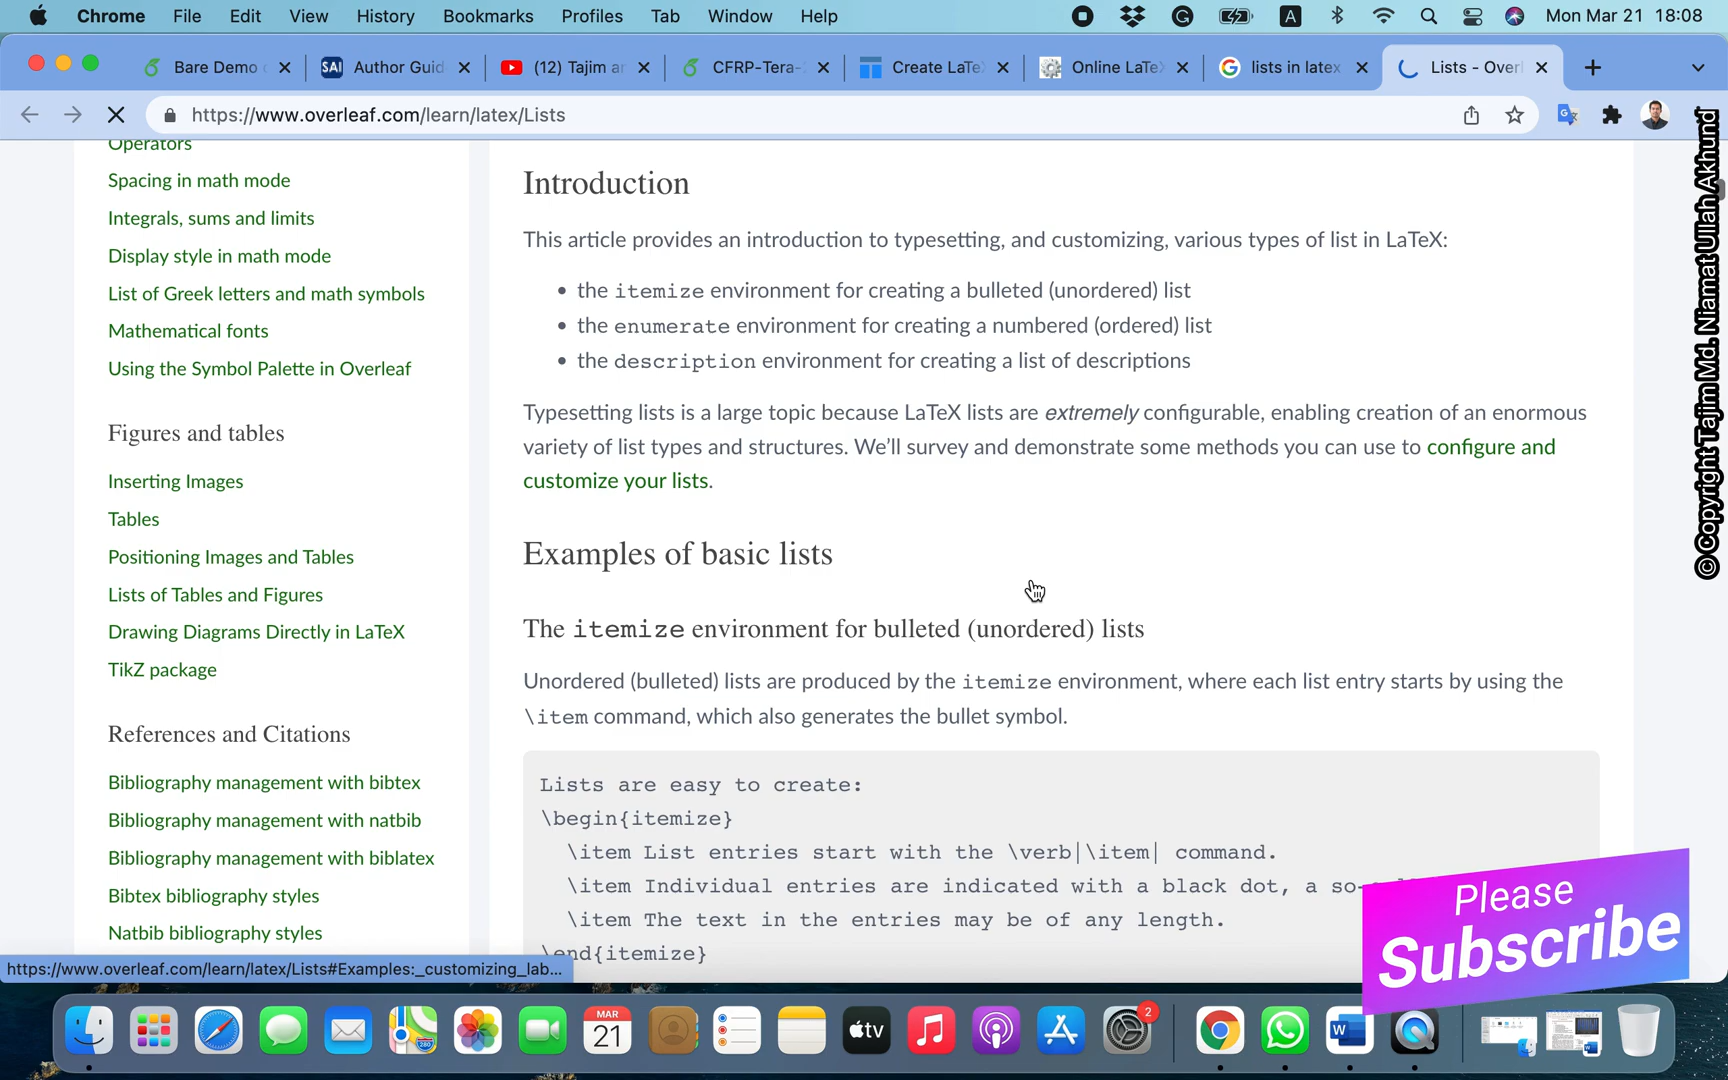 Chrome File Edit View History Bookmarks Profiles Tab Window Help A Mon Mar 21 18:08
Bare Demo SAI Author Guid (12) Tajim an CFRP-Tera- Create LaTe Online LaTe lists in latex Lists - Over
https://www.overleaf.com/learn/latex/Lists
Operators
Spacing in math mode
Integrals, sums and limits
Display style in math mode
List of Greek letters and math symbols
Mathematical fonts
Using the Symbol Palette in Overleaf
Figures and tables
Inserting Images
Tables
Positioning Images and Tables
Lists of Tables and Figures
Drawing Diagrams Directly in LaTeX
TikZ package
References and Citations
Bibliography management with bibtex
Bibliography management with natbib
Bibliography management with biblatex
Bibtex bibliography styles
Natbib bibliography styles
https://www.overleaf.com/learn/latex/Lists#Examples:_customizing_lab...
Introduction
This article provides an introduction to typesetting, and customizing, various types of list in LaTeX:
• the itemize environment for creating a bulleted (unordered) list
• the enumerate environment for creating a numbered (ordered) list
• the description environment for creating a list of descriptions
Typesetting lists is a large topic because LaTeX lists are extremely configurable, enabling creation of an enormous
variety of list types and structures. We'll survey and demonstrate some methods you can use to configure and
customize your lists.
Examples of basic lists
The itemize environment for bulleted (unordered) lists
Unordered (bulleted) lists are produced by the itemize environment, where each list entry starts by using the
\item command, which also generates the bullet symbol.
Lists are easy to create:
\begin{itemize}
\item List entries start with the \verb|\item| command.
\item Individual entries are indicated with a black dot, a so-
\item The text in the entries may be of any length.
\end{itemize}
©Copyright Tajim Md. Niamat Ullah Akhund
Please
Subscribe
MAR
21
280
tv
2
W